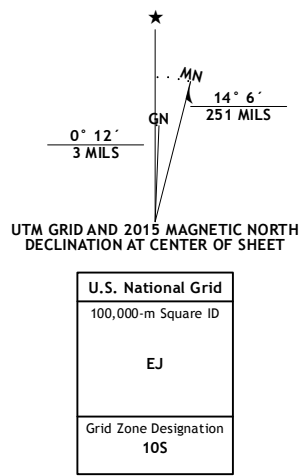 MN
GN
14° 6´
251 MILS
0° 12´
3 MILS
UTM GRID AND 2015 MAGNETIC NORTH
DECLINATION AT CENTER OF SHEET
U.S. National Grid
100,000-m Square ID
EJ
Grid Zone Designation
10S